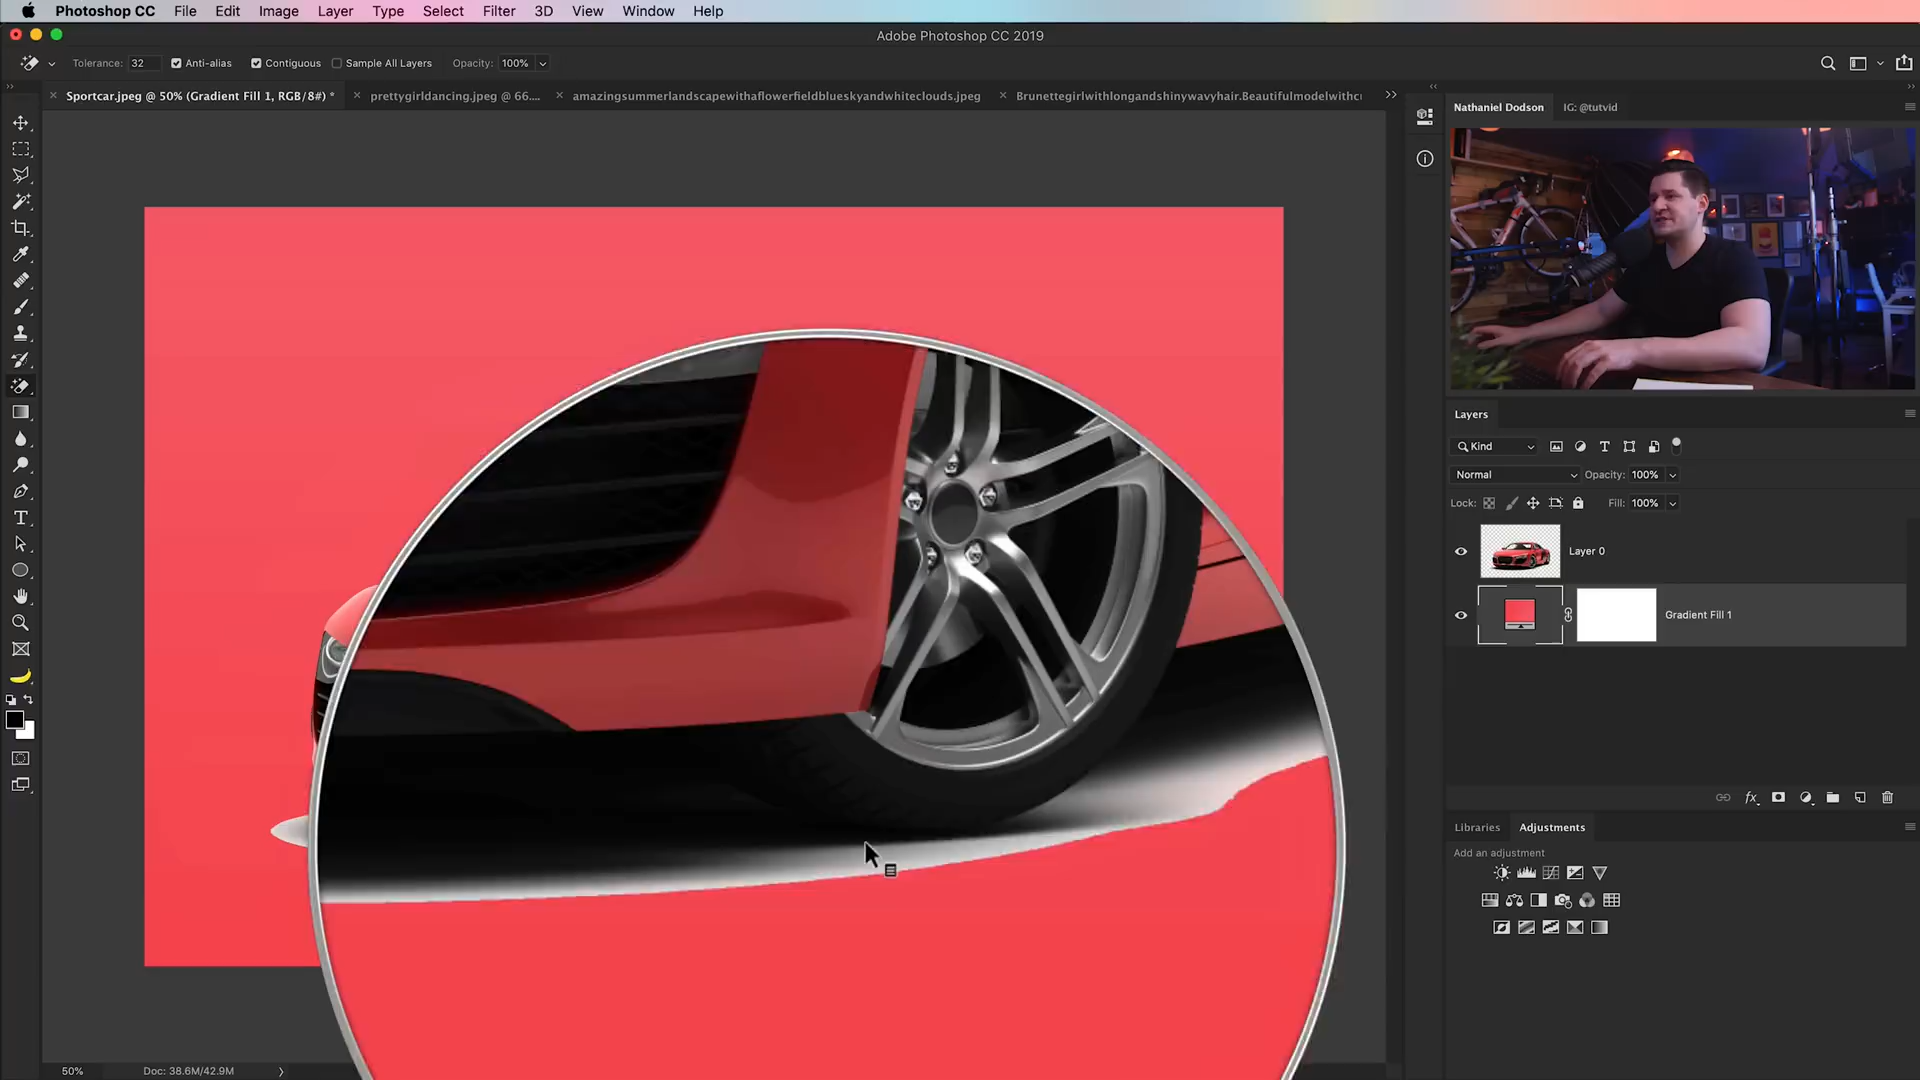 Photoshop CC File Edit Image Layer Type Select Filter 3D View Window Help
Adobe Photoshop CC 2019
Tolerance: 32 Anti-alias Contiguous Sample All Layers Opacity: 100%
Sportcar.jpeg @ 50% (Gradient Fill 1, RGB/8#) * prettygirldancing.jpeg @ 66.... amazingsummerlandscapewithaflowerfieldblueskyandwhiteclouds.jpeg Brunettegirlwithlongandshinywavyhair.Beautifulmodelwithcu
Nathaniel Dodson IG: @tutvid
Layers
Kind
Normal Opacity: 100%
Lock: Fill: 100%
Layer 0
Gradient Fill 1
fx
Libraries Adjustments
Add an adjustment
50% Doc: 38.6M/42.9M